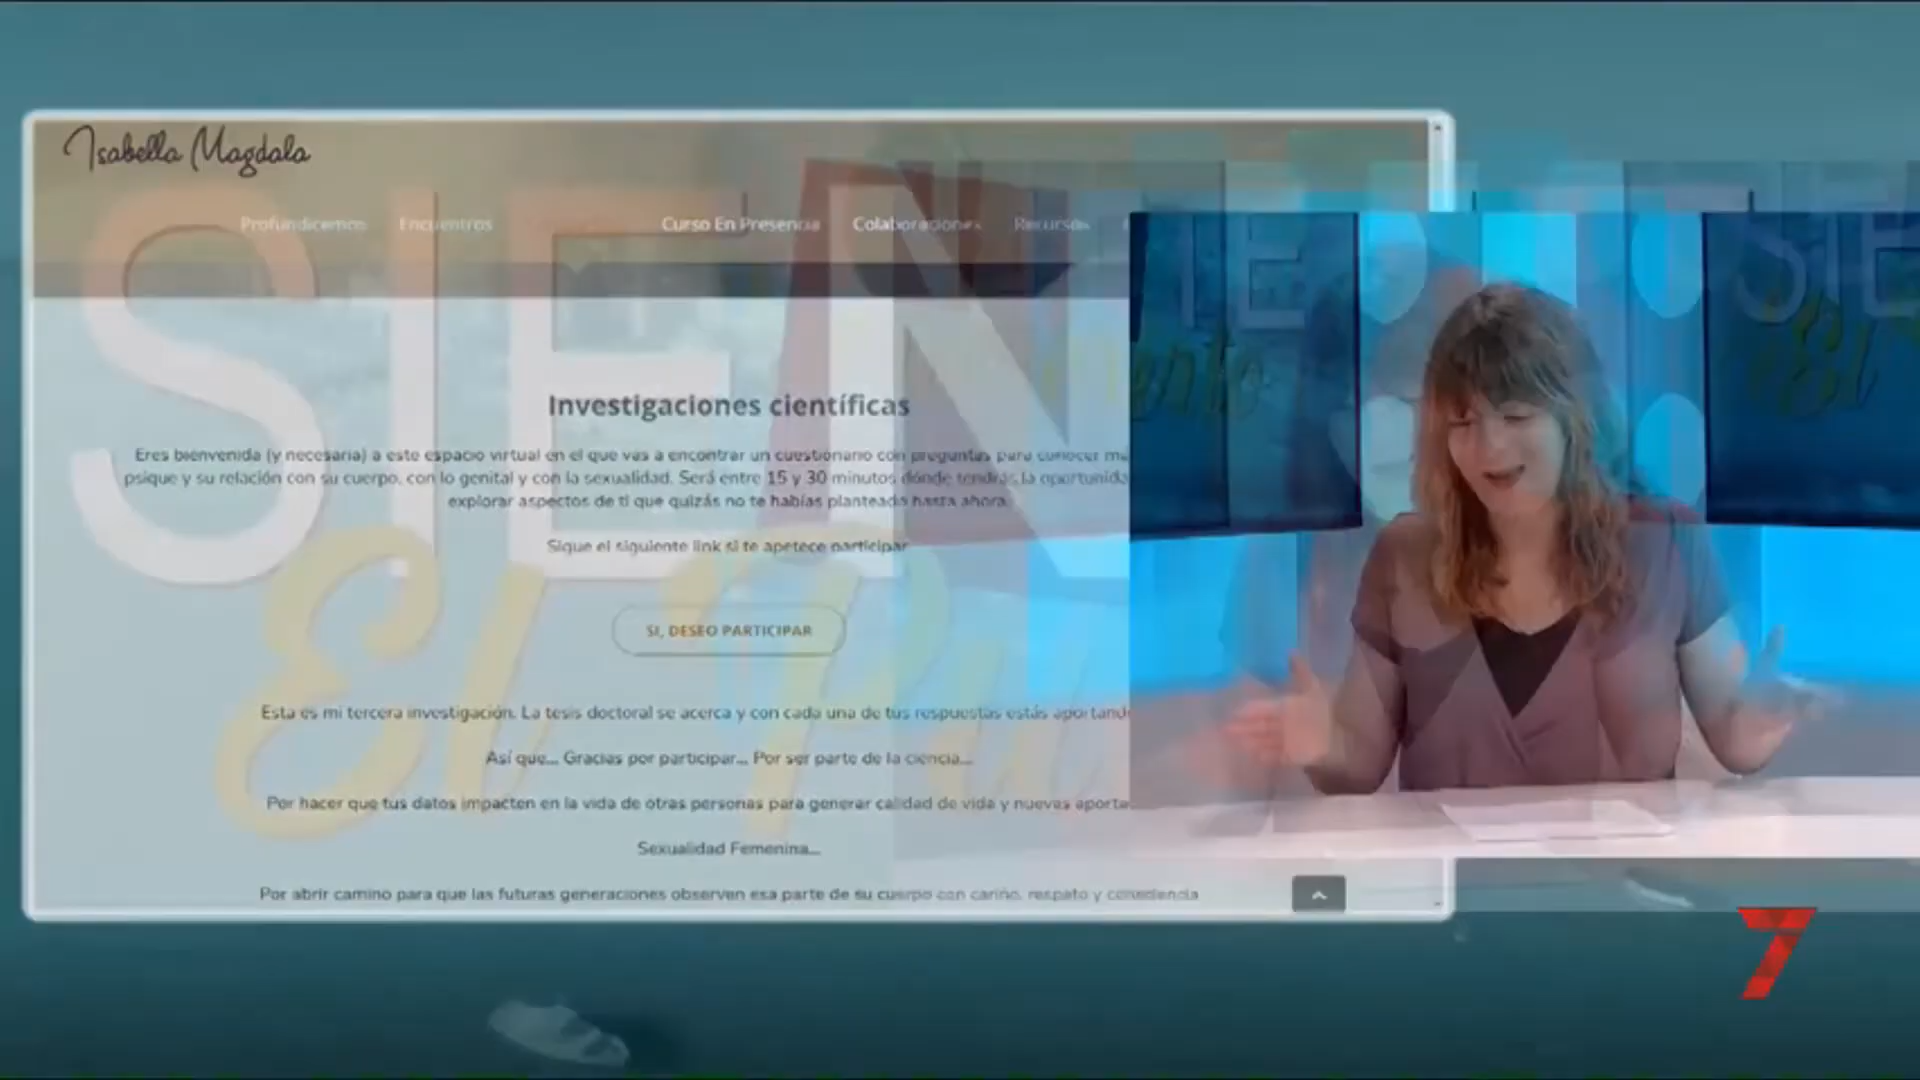 Isabella Magdala
Profundicemos Encuentros Curso En Presencia Colaboraciones Recursos
SIEN
Investigaciones científicas
Eres bienvenida (y necesaria) a este espacio virtual en el que vas a encontrar un cuestionario con preguntas para conocer
psique y su relación con su cuerpo, con lo genital y con la sexualidad. Será entre 15 y 30 minutos dónde tendrás la
explorar aspectos de ti que quizás no te habías planteado hasta ahora.
Sigue el siguiente link si te apetece participar
SI, DESEO PARTICIPAR
El Pu
Esta es mi tercera investigación. La tesis doctoral se acerca y con cada una de tus respuestas estás
Así que... Gracias por participar... Por ser parte de la ciencia...
Por hacer que tus datos impacten en la vida de otras personas para generar calidad de vida y nuevas
Sexualidad Femenina...
Por abrir camino para que las futuras generaciones observen esa parte de su cuerpo con cariño, respeto y consciencia
7